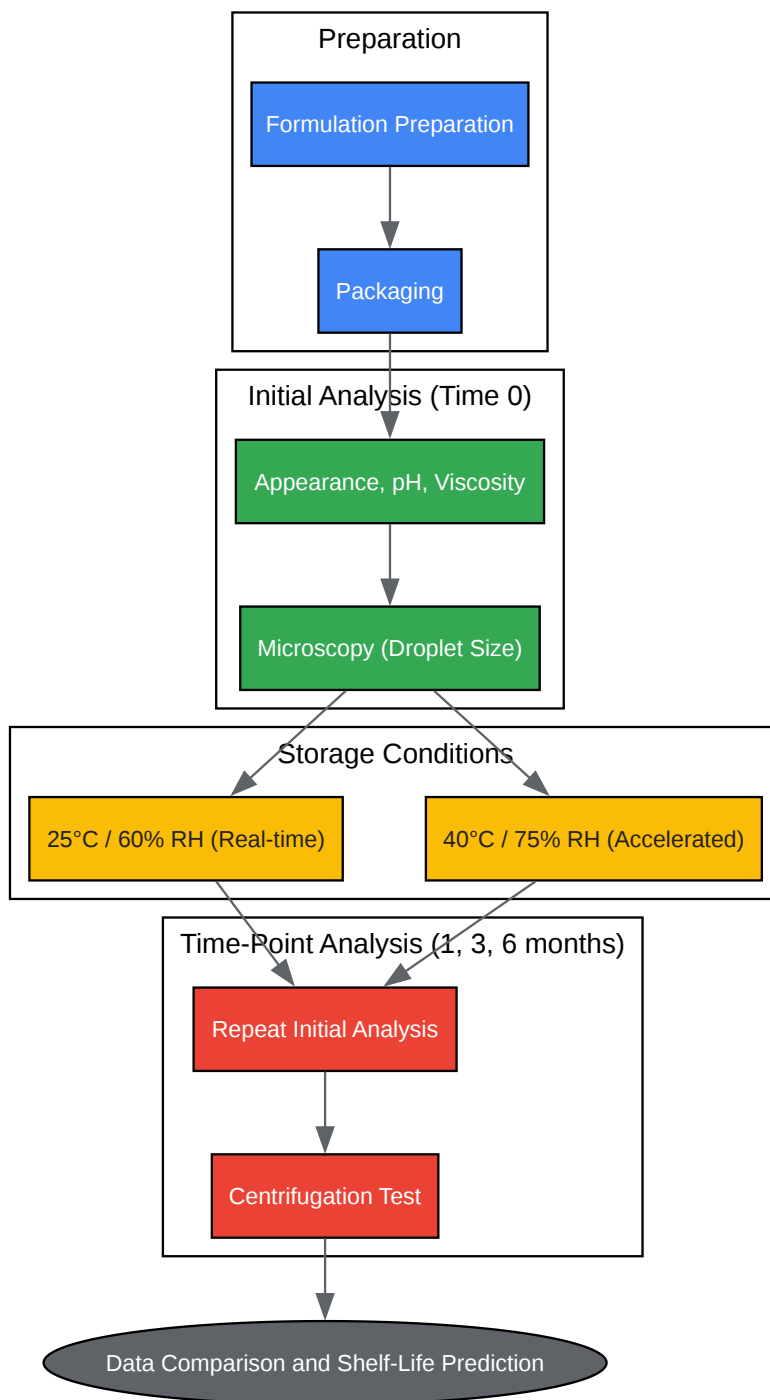 Preparation
Formulation Preparation
Packaging
Initial Analysis (Time 0)
Appearance, pH, Viscosity
Microscopy (Droplet Size)
Storage Conditions
25°C / 60% RH (Real-time)
40°C / 75% RH (Accelerated)
Time-Point Analysis (1, 3, 6 months)
Repeat Initial Analysis
Centrifugation Test
Data Comparison and Shelf-Life Prediction